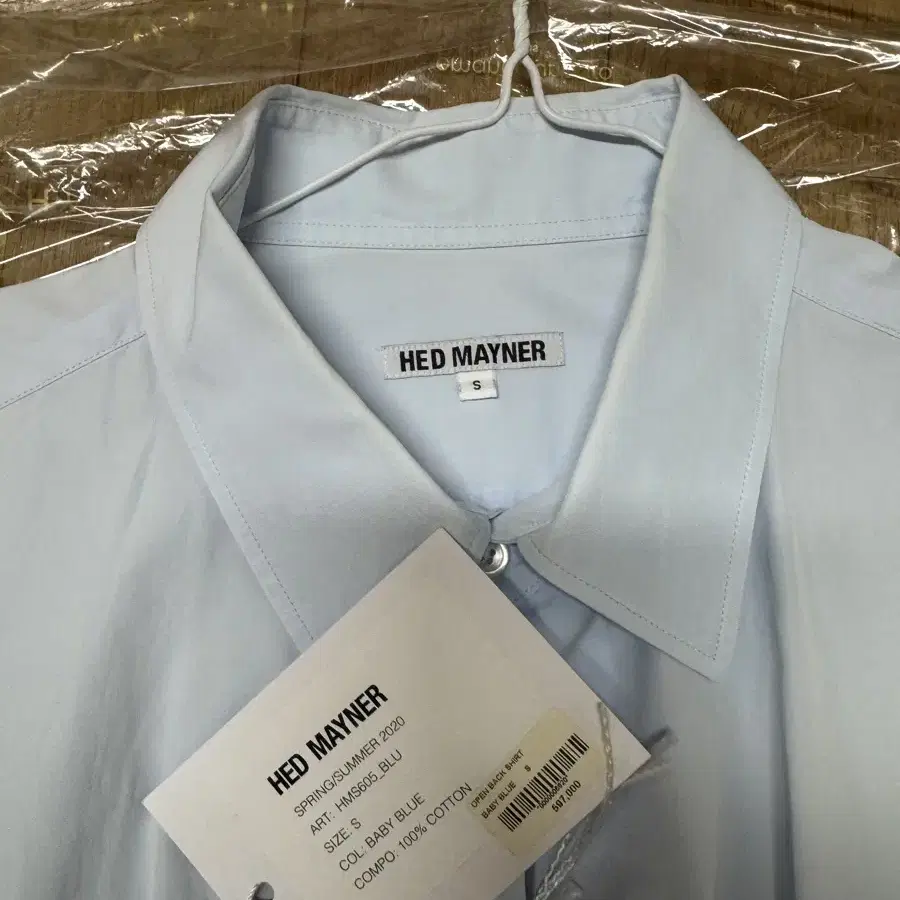 HED MAYNER
S
HED MAYNER
SPRING/SUMMER 2020
ART: HMS605_BLU
SIZE: S
COL: BABY BLUE
COMPO: 100% COTTON
OPEN BACK SHIRT
BABY BLUE S
597,000